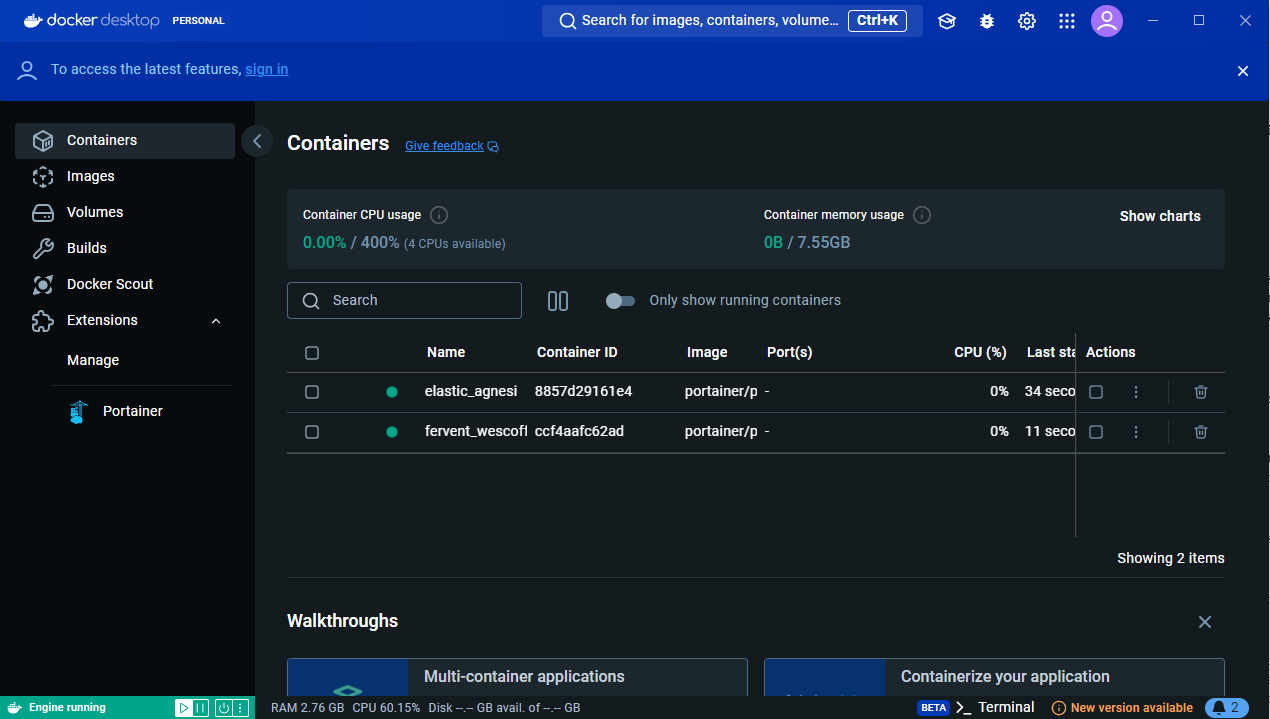 docker desktop PERSONAL
Search for images, containers, volume... Ctrl+K
To access the latest features, sign in
Containers
Images
Volumes
Builds
Docker Scout
Extensions
Manage
Portainer
Containers Give feedback
Container CPU usage
0.00% / 400% (4 CPUs available)
Container memory usage
0B / 7.55GB
Show charts
Search
Only show running containers
Name Container ID Image Port(s) CPU (%) Last sta Actions
elastic_agnesi 8857d29161e4 portainer/p - 0% 34 seco
fervent_wescoff ccf4aafc62ad portainer/p - 0% 11 seco
Showing 2 items
Walkthroughs
Multi-container applications
Containerize your application
Engine running
RAM 2.76 GB CPU 60.15% Disk --.-- GB avail. of --.-- GB
BETA >_ Terminal
New version available
2